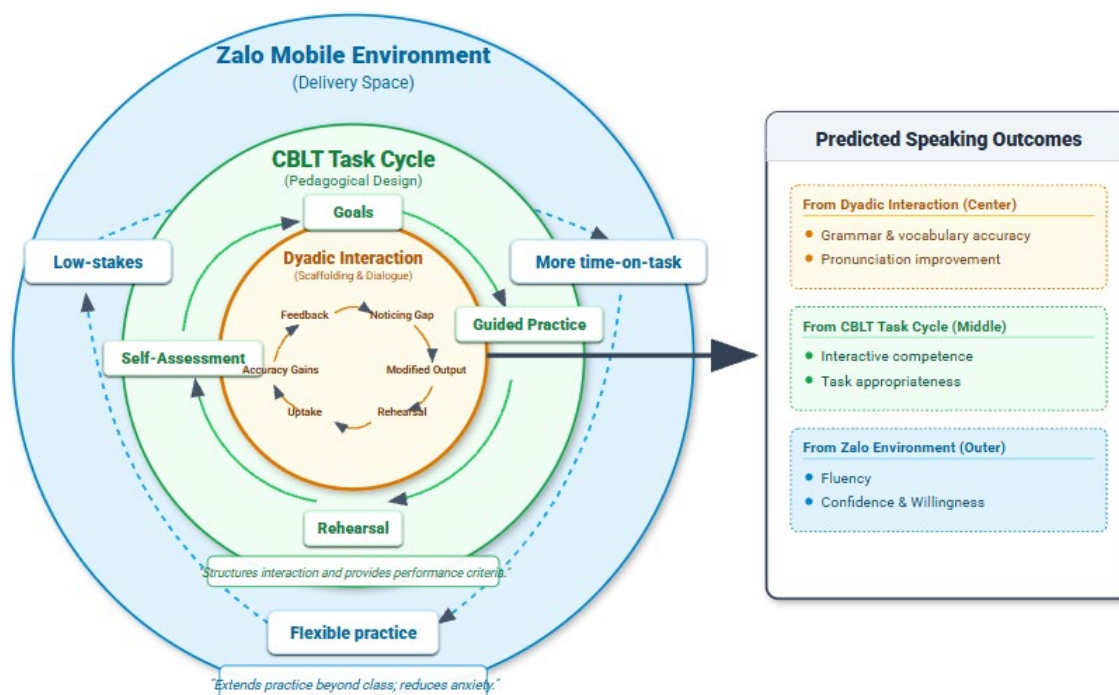 Zalo Mobile Environment
(Delivery Space)
CBLT Task Cycle
(Pedagogical Design)
Goals
Low-stakes
More time-on-task
Dyadic Interaction
(Scaffolding & Dialogue)
Feedback
Noticing Gap
Guided Practice
Self-Assessment
Accuracy Gains
Modified Output
Uptake
Rehearsal
Rehearsal
"Structures interaction and provides performance criteria."
Flexible practice
"Extends practice beyond class; reduces anxiety."
Predicted Speaking Outcomes
From Dyadic Interaction (Center)
Grammar & vocabulary accuracy
Pronunciation improvement
From CBLT Task Cycle (Middle)
Interactive competence
Task appropriateness
From Zalo Environment (Outer)
Fluency
Confidence & Willingness